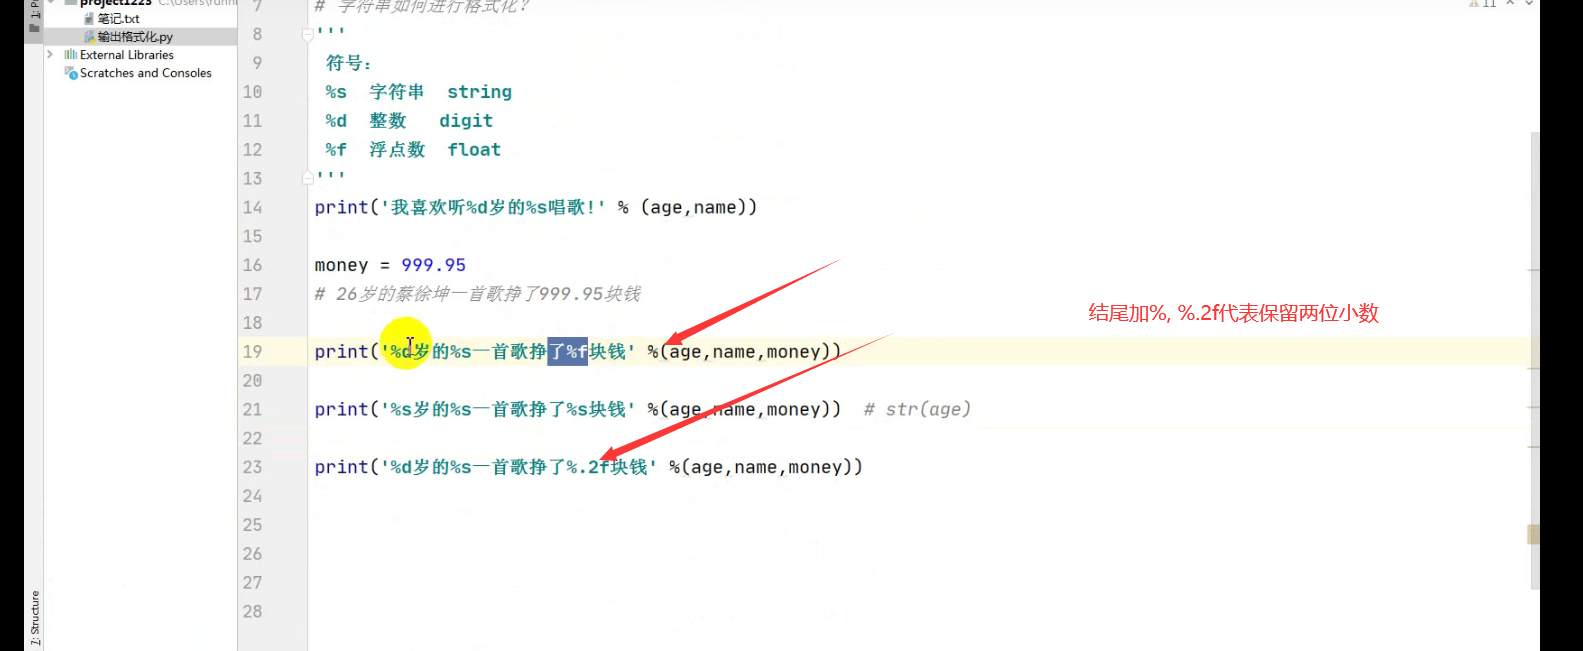 project1223 C:\Users\runni
笔记.txt
输出格式化.py
External Libraries
Scratches and Consoles
7: Structure
11
7 # 字符串如何进行格式化?
8 '''
9 符号:
10 %s 字符串 string
11 %d 整数 digit
12 %f 浮点数 float
13 '''
14 print('我喜欢听%d岁的%s唱歌!' % (age,name))
15
16 money = 999.95
17 # 26岁的蔡徐坤一首歌挣了999.95块钱
18
19 print('%d岁的%s一首歌挣了%f块钱' %(age,name,money))
20
21 print('%s岁的%s一首歌挣了%s块钱' %(age,name,money)) # str(age)
22
23 print('%d岁的%s一首歌挣了%.2f块钱' %(age,name,money))
24
25
26
27
28
结尾加%, %.2f代表保留两位小数